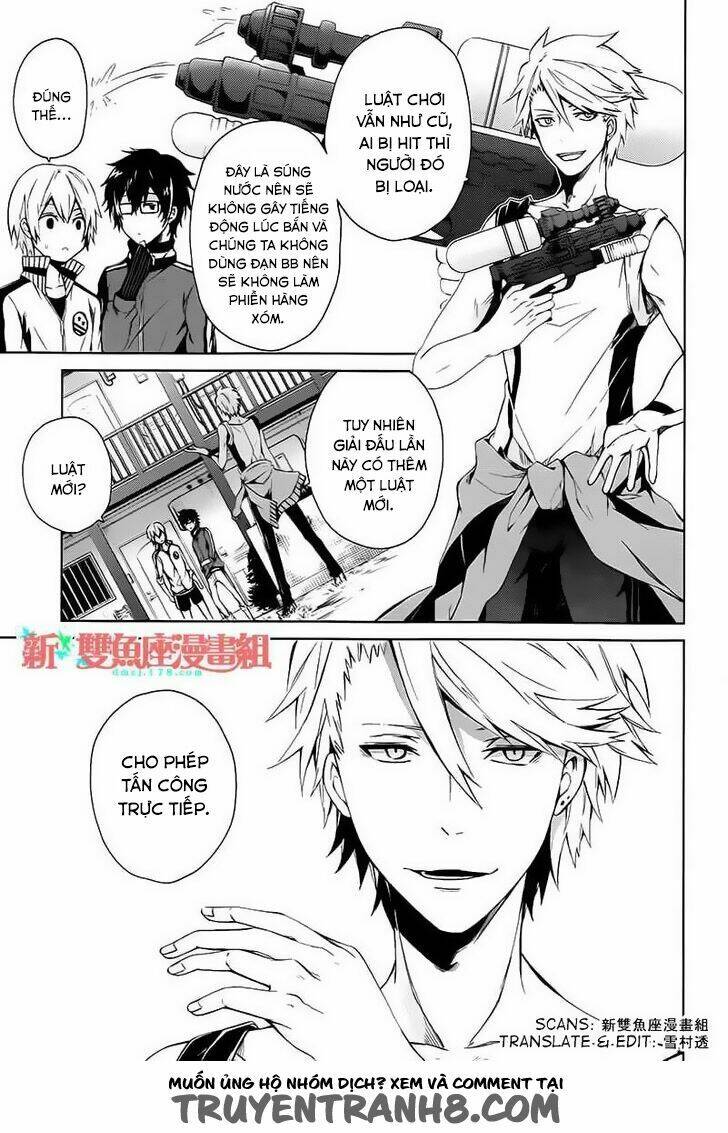 LUẬT CHƠI
VẪN NHƯ CŨ,
AI BỊ HIT THÌ
NGƯỜI ĐÓ
BỊ LOẠI.
ĐÂY LÀ SÚNG
NƯỚC NÊN SẼ
KHÔNG GÂY TIẾNG
ĐỘNG LÚC BẮN VÀ
CHÚNG TA KHÔNG
DÙNG ĐẠN BB NÊN
SẼ KHÔNG LÀM
PHIỀN HÀNG
XÓM.
ĐÚNG
THẾ...
TUY NHIÊN
GIẢI ĐẤU LẦN
NÀY CÓ THÊM
MỘT LUẬT
MỚI.
LUẬT
MỚI?
新雙魚座漫畫組
dmzj.178.com
CHO PHÉP
TẤN CÔNG
TRỰC TIẾP.
SCANS: 新雙魚座漫畫組
TRANSLATE & EDIT: 雪村透
MUỐN ỦNG HỘ NHÓM DỊCH? XEM VÀ COMMENT TẠI
TRUYENTRANH8.COM